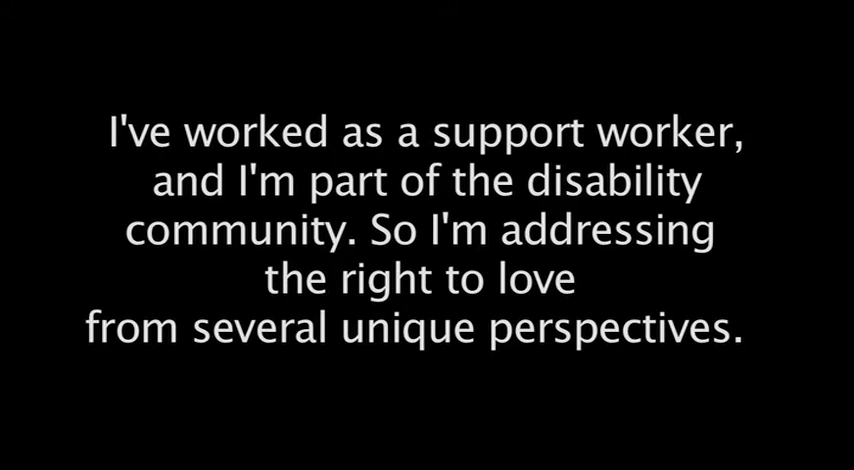 I've worked as a support worker,
and I'm part of the disability
community. So I'm addressing
the right to love
from several unique perspectives.